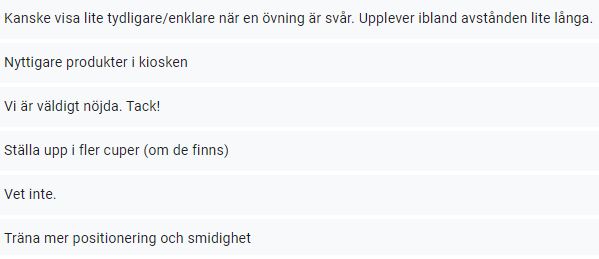 Kanske visa lite tydligare/enklare när en övning är svår. Upplever ibland avstånden lite långa.
Nyttigare produkter i kiosken
Vi är väldigt nöjda. Tack!
Ställa upp i fler cuper (om de finns)
Vet inte.
Träna mer positionering och smidighet